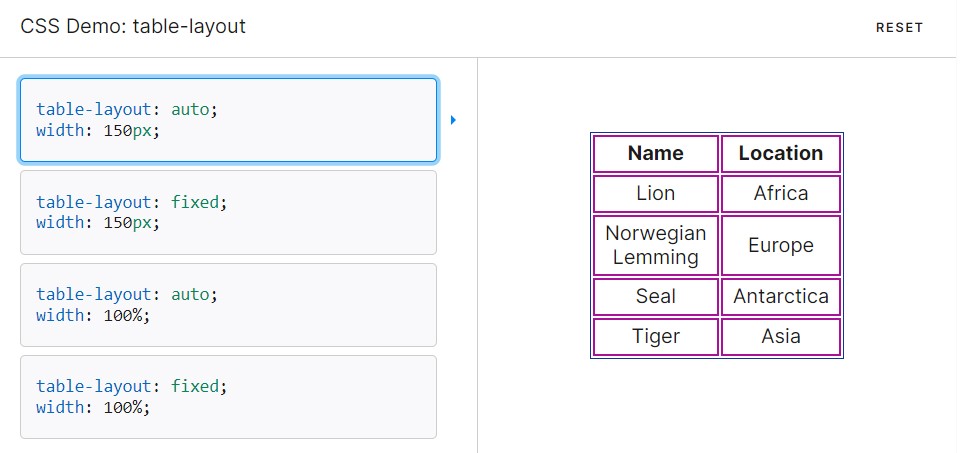 CSS Demo: table-layout
RESET
table-layout: auto;
width: 150px;
table-layout: fixed;
width: 150px;
table-layout: auto;
width: 100%;
table-layout: fixed;
width: 100%;
Name Location
Lion Africa
Norwegian
Lemming Europe
Seal Antarctica
Tiger Asia